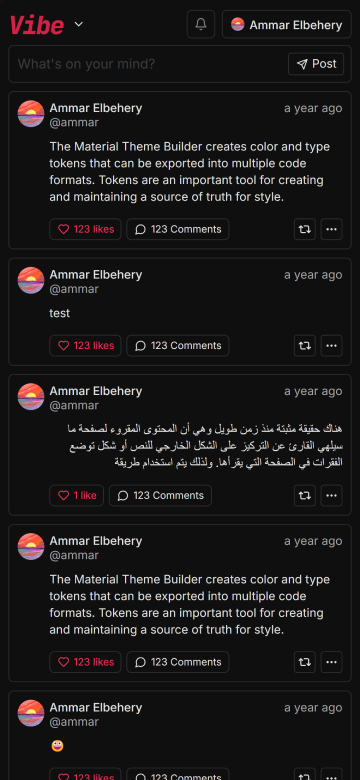 Vibe
Ammar Elbehery
What's on your mind?
Post
Ammar Elbehery
a year ago
@ammar
The Material Theme Builder creates color and type
tokens that can be exported into multiple code
formats. Tokens are an important tool for creating
and maintaining a source of truth for style.
123 likes
123 Comments
Ammar Elbehery
a year ago
@ammar
test
123 likes
123 Comments
Ammar Elbehery
a year ago
@ammar
هناك حقيقة مثبتة منذ زمن طويل وهي أن المحتوى المقروء لصفحة ما
سيلهي القارئ عن التركيز على الشكل الخارجي للنص أو شكل توضع
الفقرات في الصفحة التي يقرأها. ولذلك يتم استخدام طريقة
1 like
123 Comments
Ammar Elbehery
a year ago
@ammar
The Material Theme Builder creates color and type
tokens that can be exported into multiple code
formats. Tokens are an important tool for creating
and maintaining a source of truth for style.
123 likes
123 Comments
Ammar Elbehery
a year ago
@ammar
123 likes
123 Comments